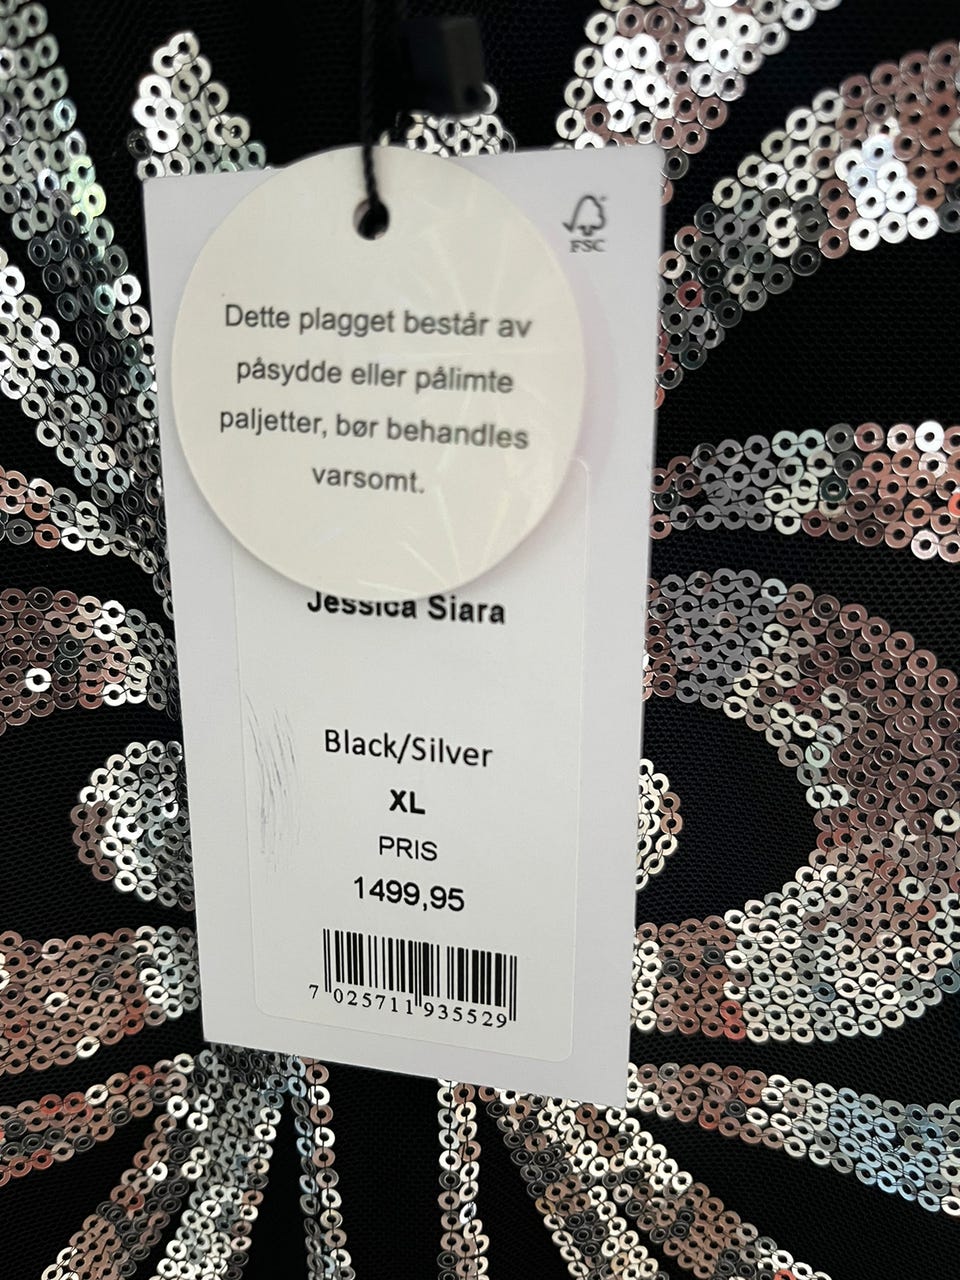 FSC
Dette plagget består av
påsydde eller pålimte
paljetter, bør behandles
varsomt.
Jessica Siara
Black/Silver
XL
PRIS
1499,95
7 025711 935529